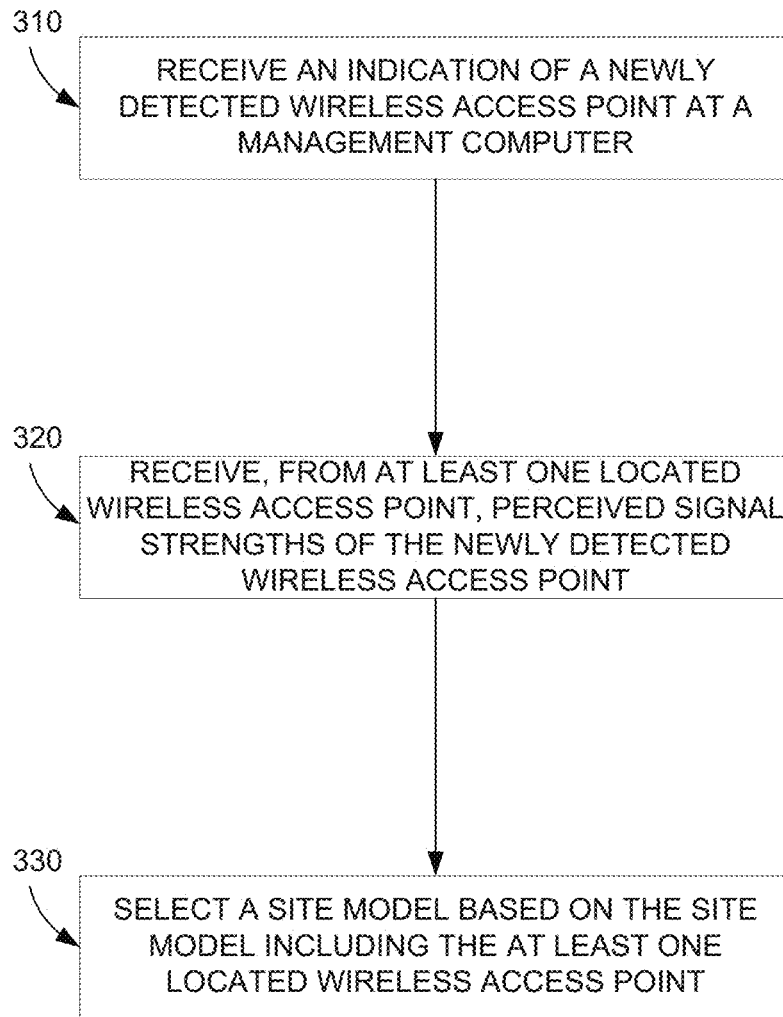 310
RECEIVE AN INDICATION OF A NEWLY
DETECTED WIRELESS ACCESS POINT AT A
MANAGEMENT COMPUTER
320
RECEIVE, FROM AT LEAST ONE LOCATED
WIRELESS ACCESS POINT, PERCEIVED SIGNAL
STRENGTHS OF THE NEWLY DETECTED
WIRELESS ACCESS POINT
330
SELECT A SITE MODEL BASED ON THE SITE
MODEL INCLUDING THE AT LEAST ONE
LOCATED WIRELESS ACCESS POINT